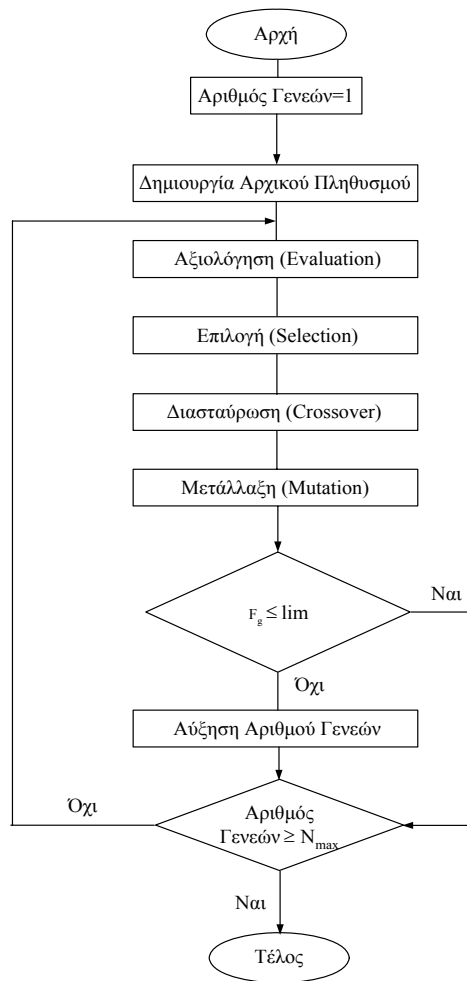 Αρχή
Αριθμός Γενεών=1
Δημιουργία Αρχικού Πληθυσμού
Αξιολόγηση (Evaluation)
Επιλογή (Selection)
Διασταύρωση (Crossover)
Μετάλλαξη (Mutation)
Ναι
F_g ≤ lim
Όχι
Αύξηση Αριθμού Γενεών
Όχι
Αριθμός
Γενεών ≥ N_max
Ναι
Τέλος